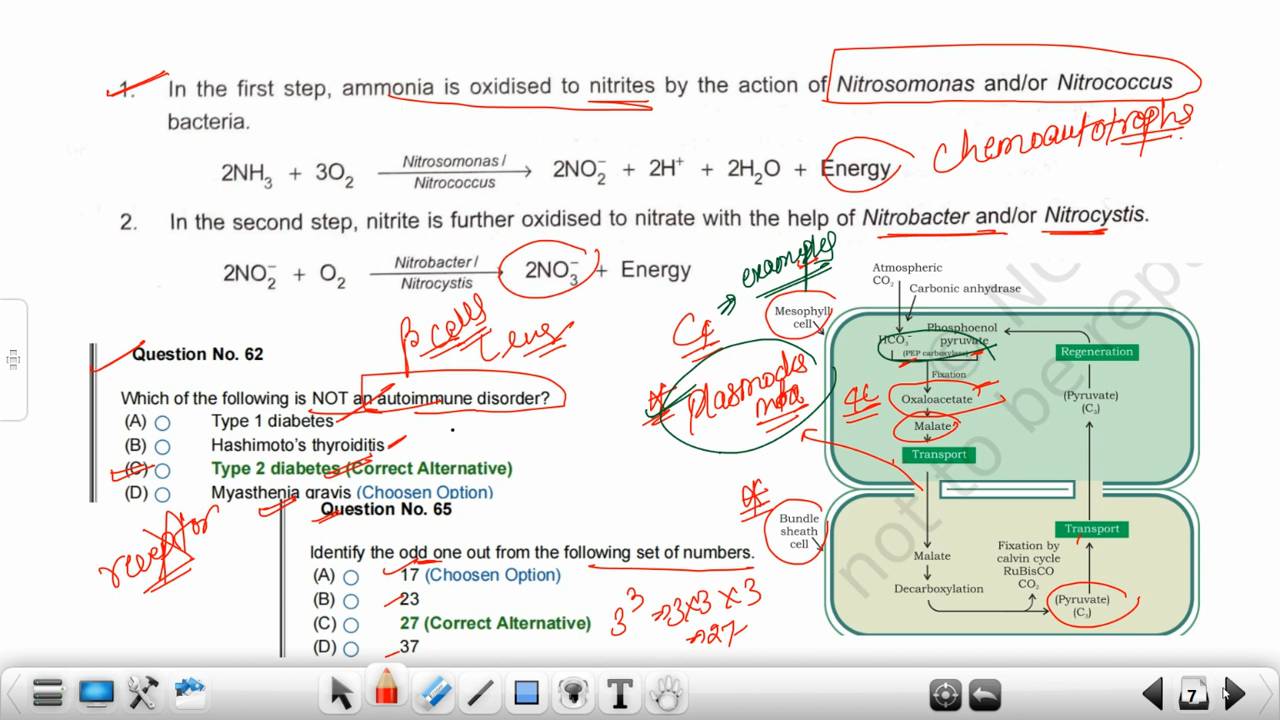 1. In the first step, ammonia is oxidised to nitrites by the action of Nitrosomonas and/or Nitrococcus
bacteria.
2NH₃ + 3O₂ Nitrosomonas/ Nitrococcus → 2NO₂⁻ + 2H⁺ + 2H₂O + Energy
chemoautotrophs
2. In the second step, nitrite is further oxidised to nitrate with the help of Nitrobacter and/or Nitrocystis.
2NO₂⁻ + O₂ Nitrobacter/ Nitrocystis → 2NO₃⁻ + Energy
β cells
examples
C₄
plasmodes
Question No. 62
Which of the following is NOT an autoimmune disorder?
(A) Type 1 diabetes
(B) Hashimoto's thyroiditis
(C) Type 2 diabetes (Correct Alternative)
(D) Myasthenia gravis (Choosen Option)
receptor
Question No. 65
Identify the odd one out from the following set of numbers.
(A) 17 (Choosen Option)
(B) 23
(C) 27 (Correct Alternative)
(D) 37
3³ ⇒ 3×3×3
⇒ 27
Atmospheric
CO₂
Carbonic anhydrase
Mesophyll
cell
HCO₃⁻
Phosphoenol
pyruvate
(PEP carboxylase)
Fixation
Regeneration
4C
Oxaloacetate
Malate
(Pyruvate)
(C₃)
Transport
Bundle
sheath
cell
Transport
Malate
Decarboxylation
Fixation by
calvin cycle
RuBisCO
CO₂
(Pyruvate)
(C₃)
not to be rep
T
7